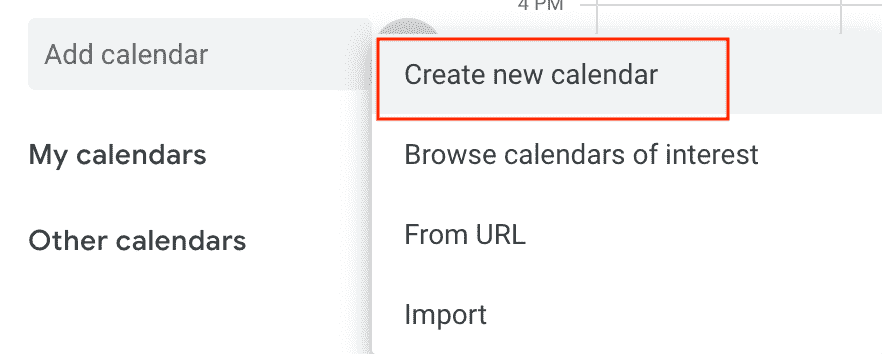 4 PM
Add calendar
Create new calendar
My calendars
Browse calendars of interest
Other calendars
From URL
Import